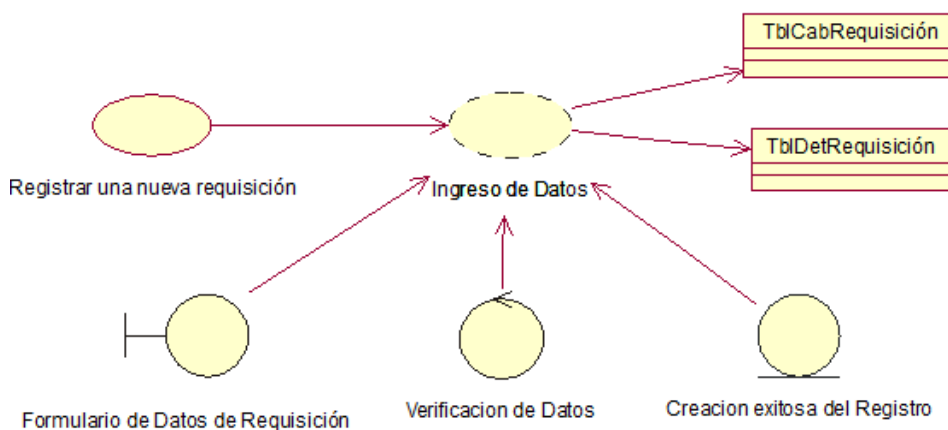 TblCabRequisición
TblDetRequisición
Registrar una nueva requisición
Ingreso de Datos
Formulario de Datos de Requisición
Verificacion de Datos
Creacion exitosa del Registro